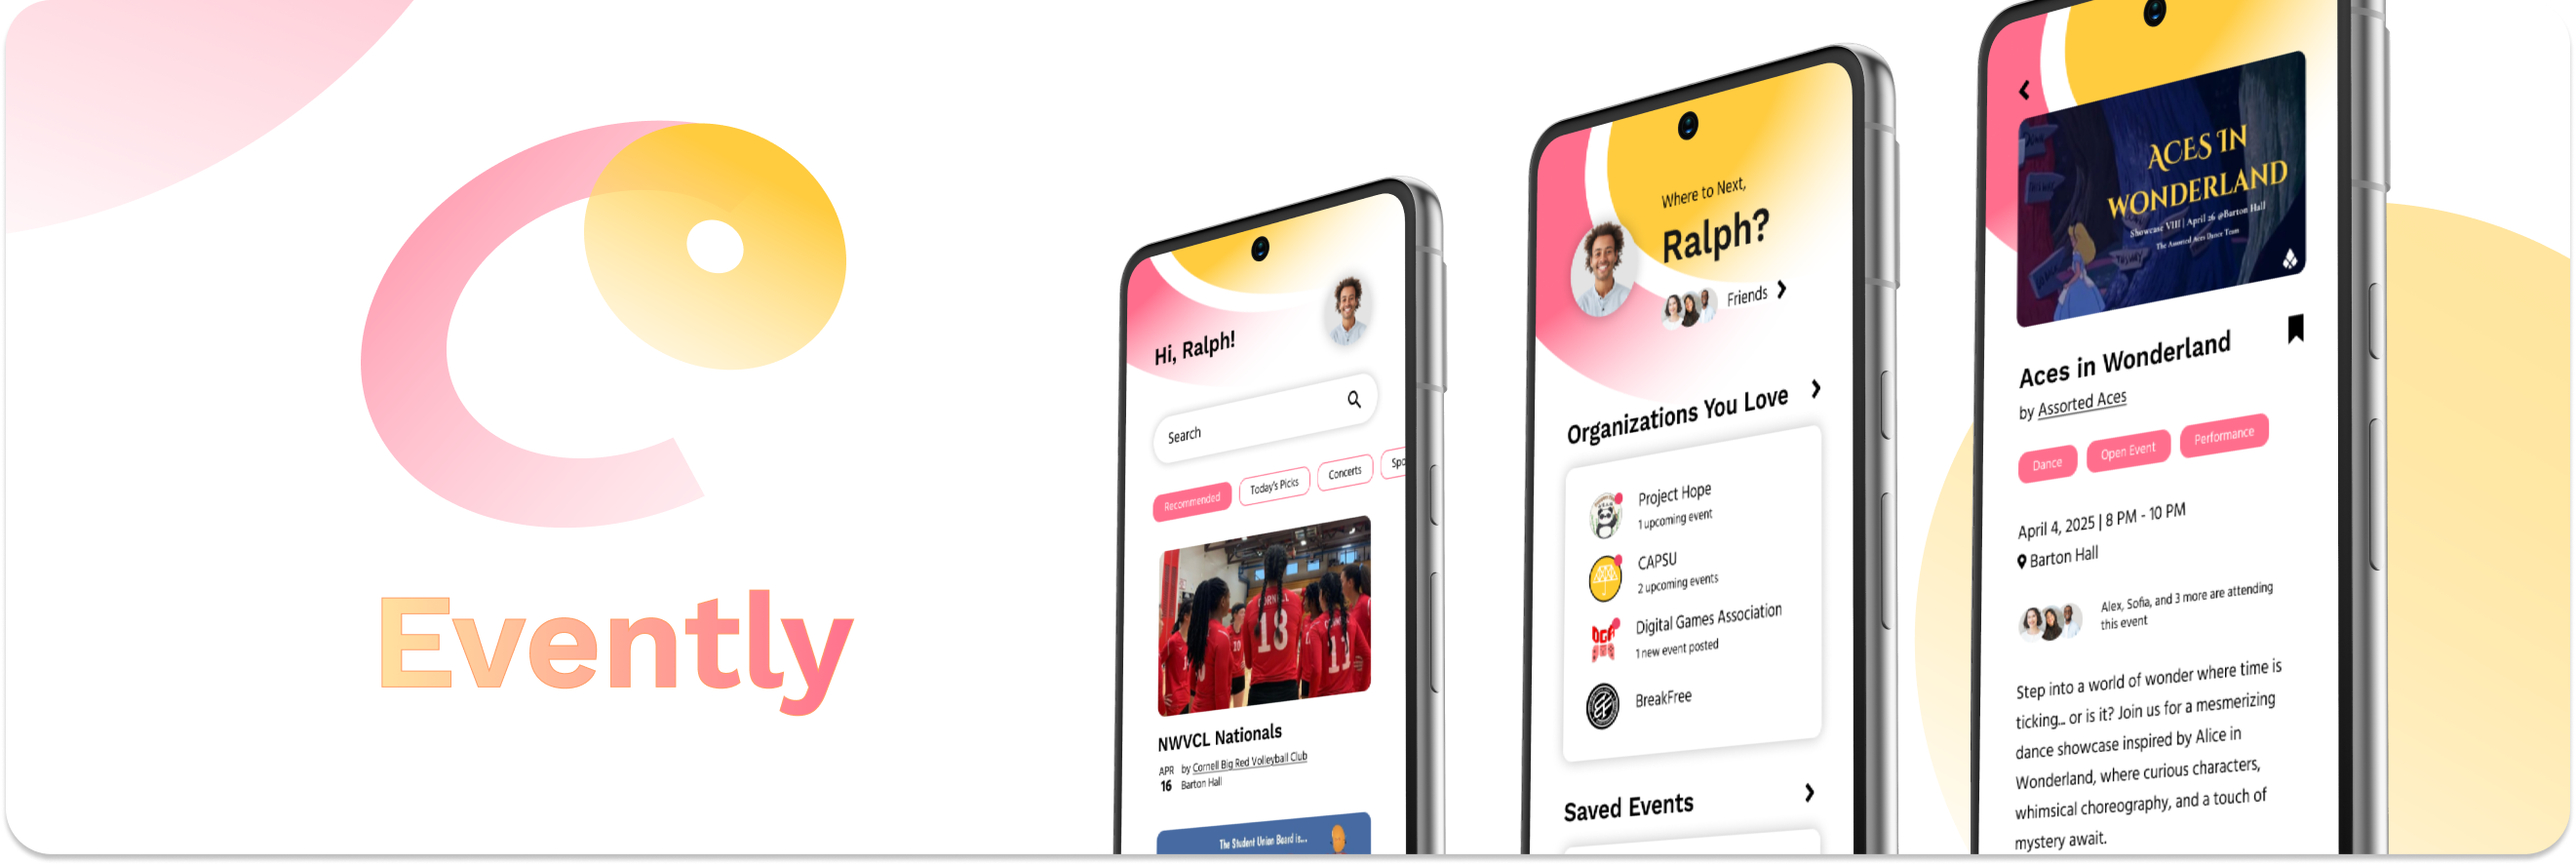 Evently
Hi, Ralph!
Search
Recommended
Today's Picks
Concerts
Spo
CORNELL
18
11
NWVCL Nationals
APR
16
by Cornell Big Red Volleyball Club
Barton Hall
The Student Union Board is...
Where to Next,
Ralph?
Friends
Organizations You Love
Project Hope
1 upcoming event
CAPSU
2 upcoming events
Digital Games Association
1 new event posted
BreakFree
Saved Events
ACES IN
WONDERLAND
Showcase VIII | April 26 @Barton Hall
The Assorted Aces Dance Team
Aces in Wonderland
by Assorted Aces
Dance
Open Event
Performance
April 4, 2025 | 8 PM - 10 PM
Barton Hall
Alex, Sofia, and 3 more are attending
this event
Step into a world of wonder where time is
ticking... or is it? Join us for a mesmerizing
dance showcase inspired by Alice in
Wonderland, where curious characters,
whimsical choreography, and a touch of
mystery await.